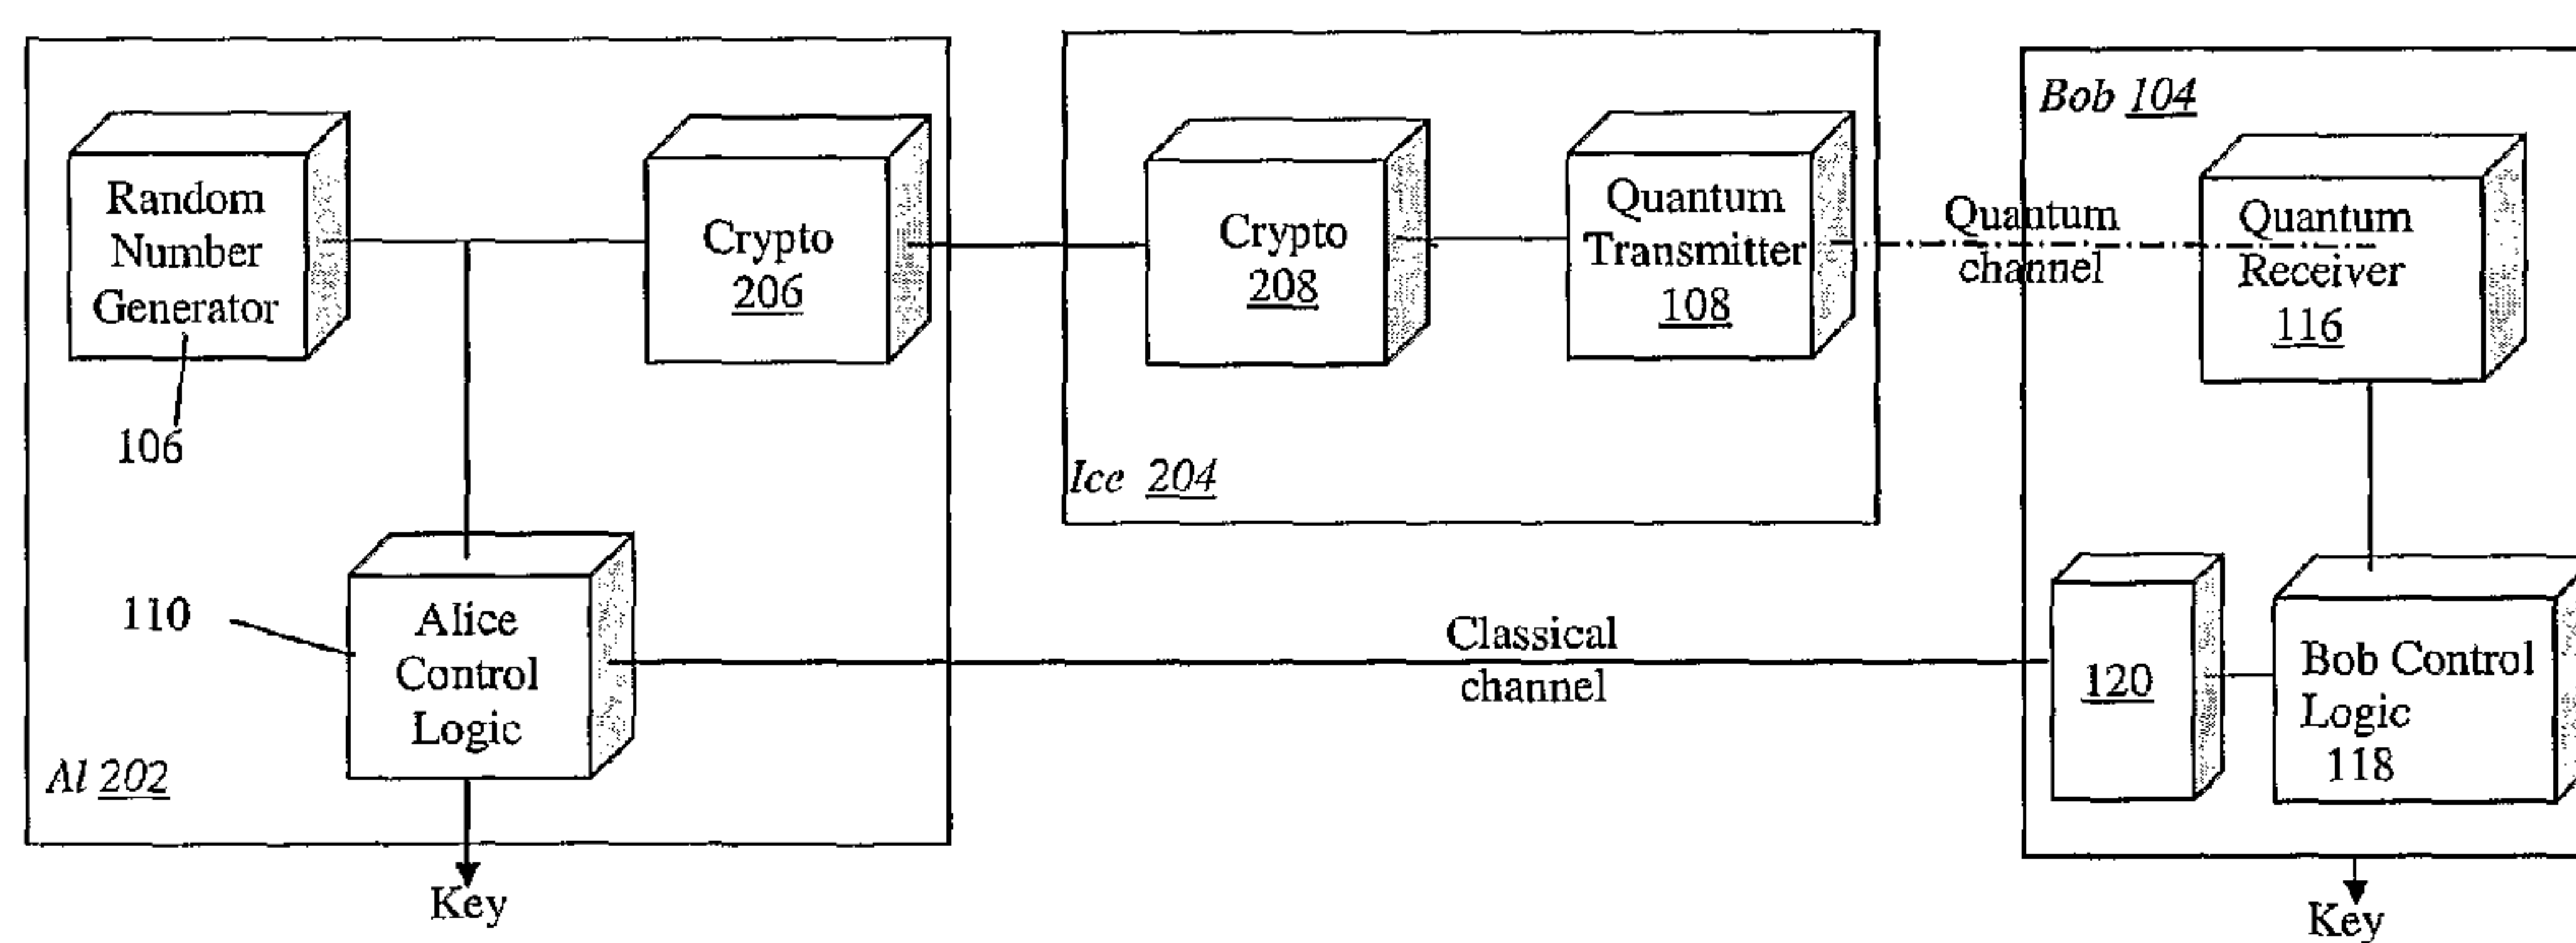 Random
Number
Generator
106
Crypto
206
110
Alice
Control
Logic
Al 202
Key
Crypto
208
Quantum
Transmitter
108
Ice 204
Quantum
channel
Classical
channel
Bob 104
Quantum
Receiver
116
120
Bob Control
Logic
118
Key